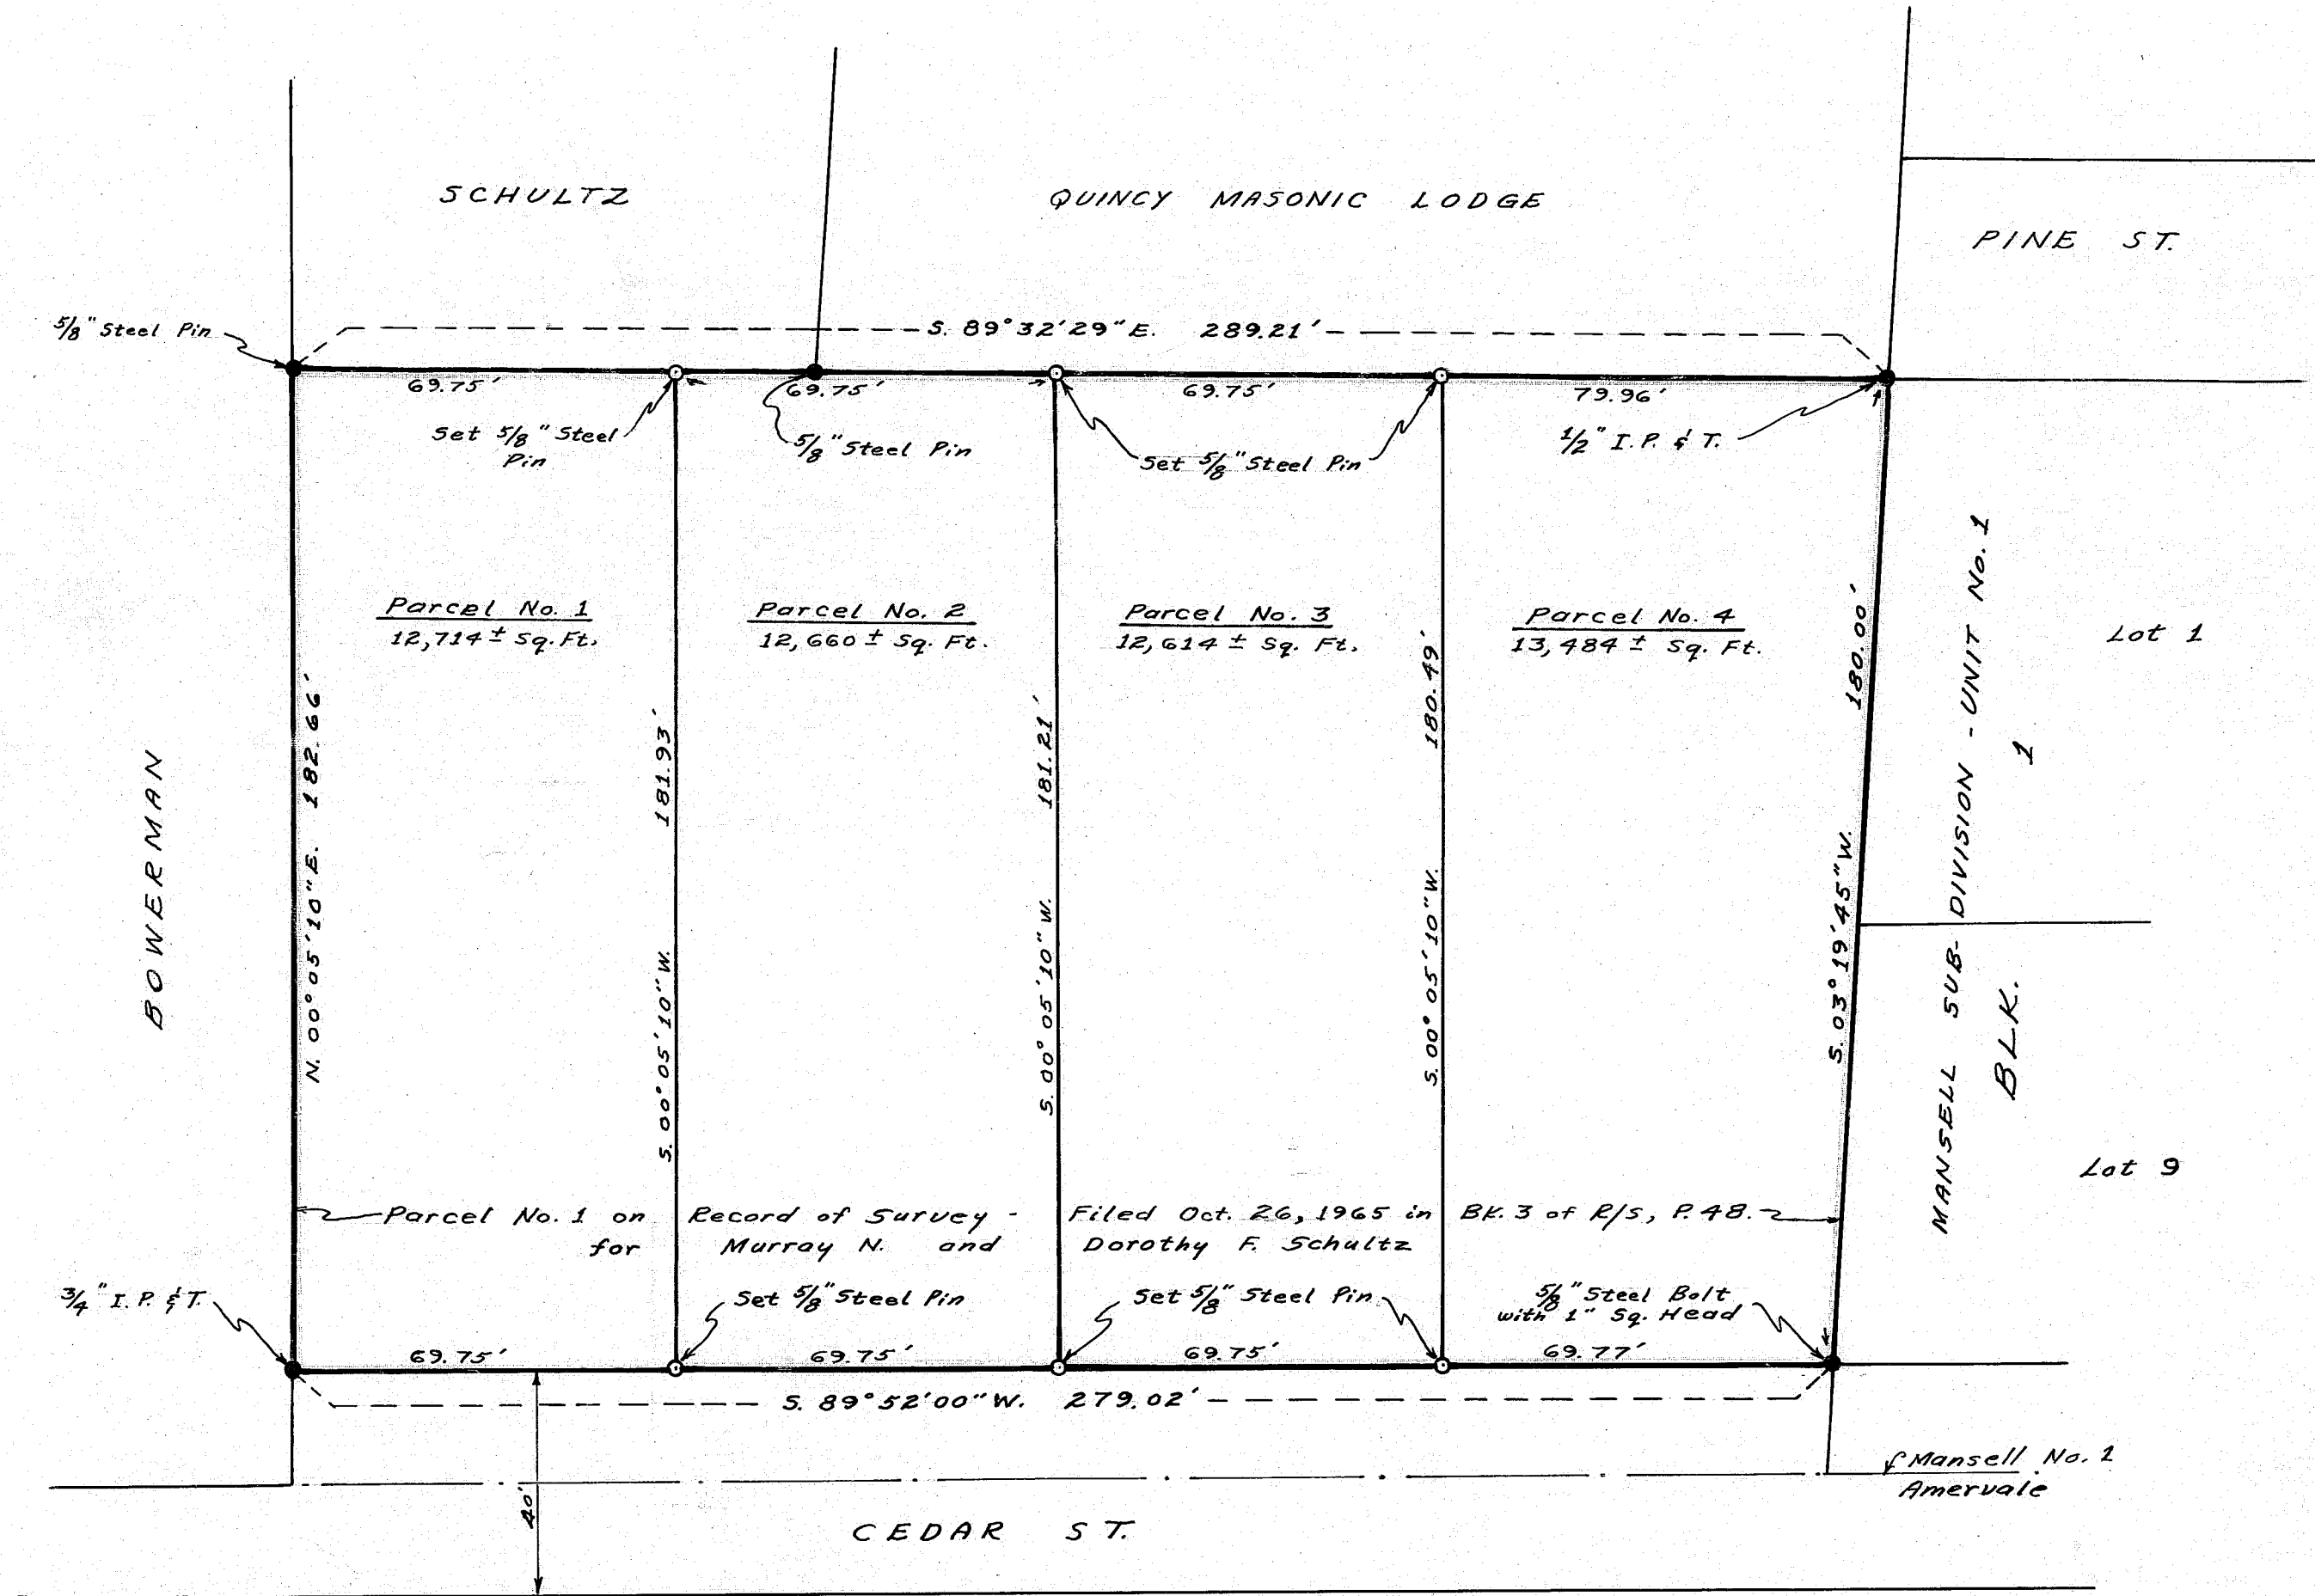 SCHULTZ
QUINCY MASONIC LODGE
PINE ST.
5/8" Steel Pin
S. 89°32'29"E. 289.21'
69.75'
69.75'
69.75'
79.96'
Set 5/8" Steel
Pin
5/8" Steel Pin
Set 5/8" Steel Pin
1/2" I.P. & T.
Parcel No. 1
12,714 ± Sq. Ft.
Parcel No. 2
12,660 ± Sq. Ft.
Parcel No. 3
12,614 ± Sq. Ft.
Parcel No. 4
13,484 ± Sq. Ft.
BOWERMAN
N. 00°05'10"E. 182.66'
S. 00°05'10"W. 181.93'
S. 00°05'10"W. 181.21'
S. 00°05'10"W. 180.49'
S. 03°19'45"W. 180.00'
MANSELL SUB-DIVISION - UNIT No. 1
BLK. 1
Lot 1
Lot 9
Parcel No. 1 on Record of Survey - Filed Oct. 26, 1965 in BK. 3 of R/S, P. 48.
for Murray N. and Dorothy F. Schultz
3/4" I.P. & T.
Set 5/8" Steel Pin
Set 5/8" Steel Pin
5/8" Steel Bolt
with 1" Sq. Head
69.75'
69.75'
69.75'
69.77'
S. 89°52'00"W. 279.02'
40'
CEDAR ST.
Mansell No. 1
Amervale